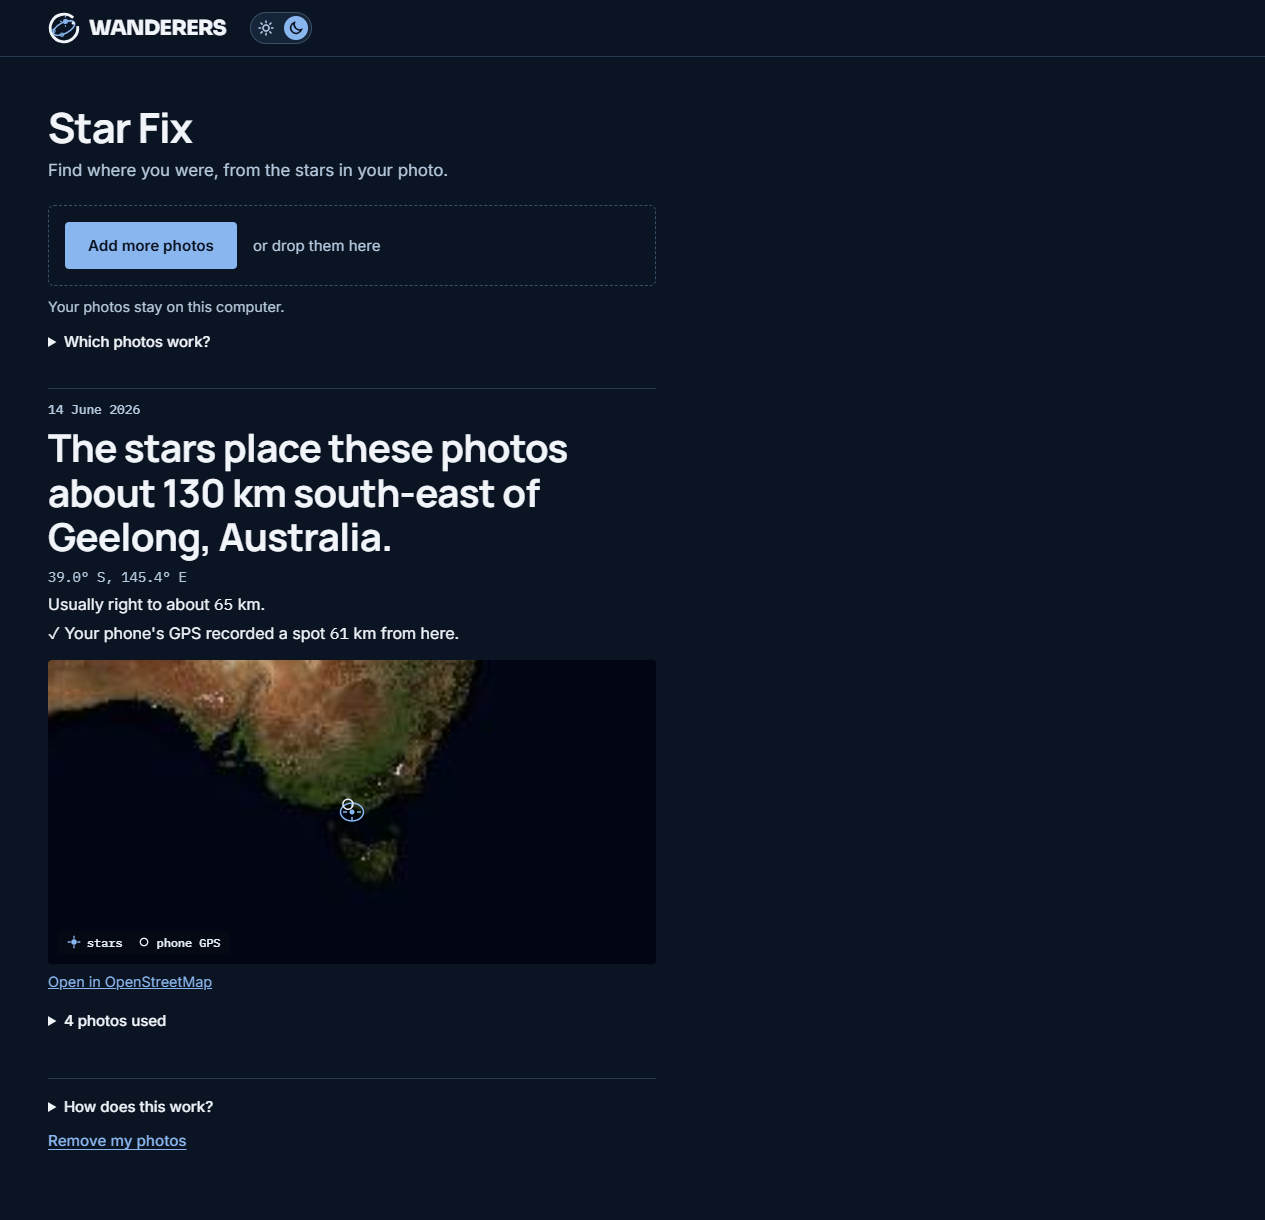 WANDERERS
Star Fix
Find where you were, from the stars in your photo.
Add more photos
or drop them here
Your photos stay on this computer.
Which photos work?
14 June 2026
The stars place these photos
about 130 km south-east of
Geelong, Australia.
39.0° S, 145.4° E
Usually right to about 65 km.
✓ Your phone's GPS recorded a spot 61 km from here.
stars
phone GPS
Open in OpenStreetMap
4 photos used
How does this work?
Remove my photos